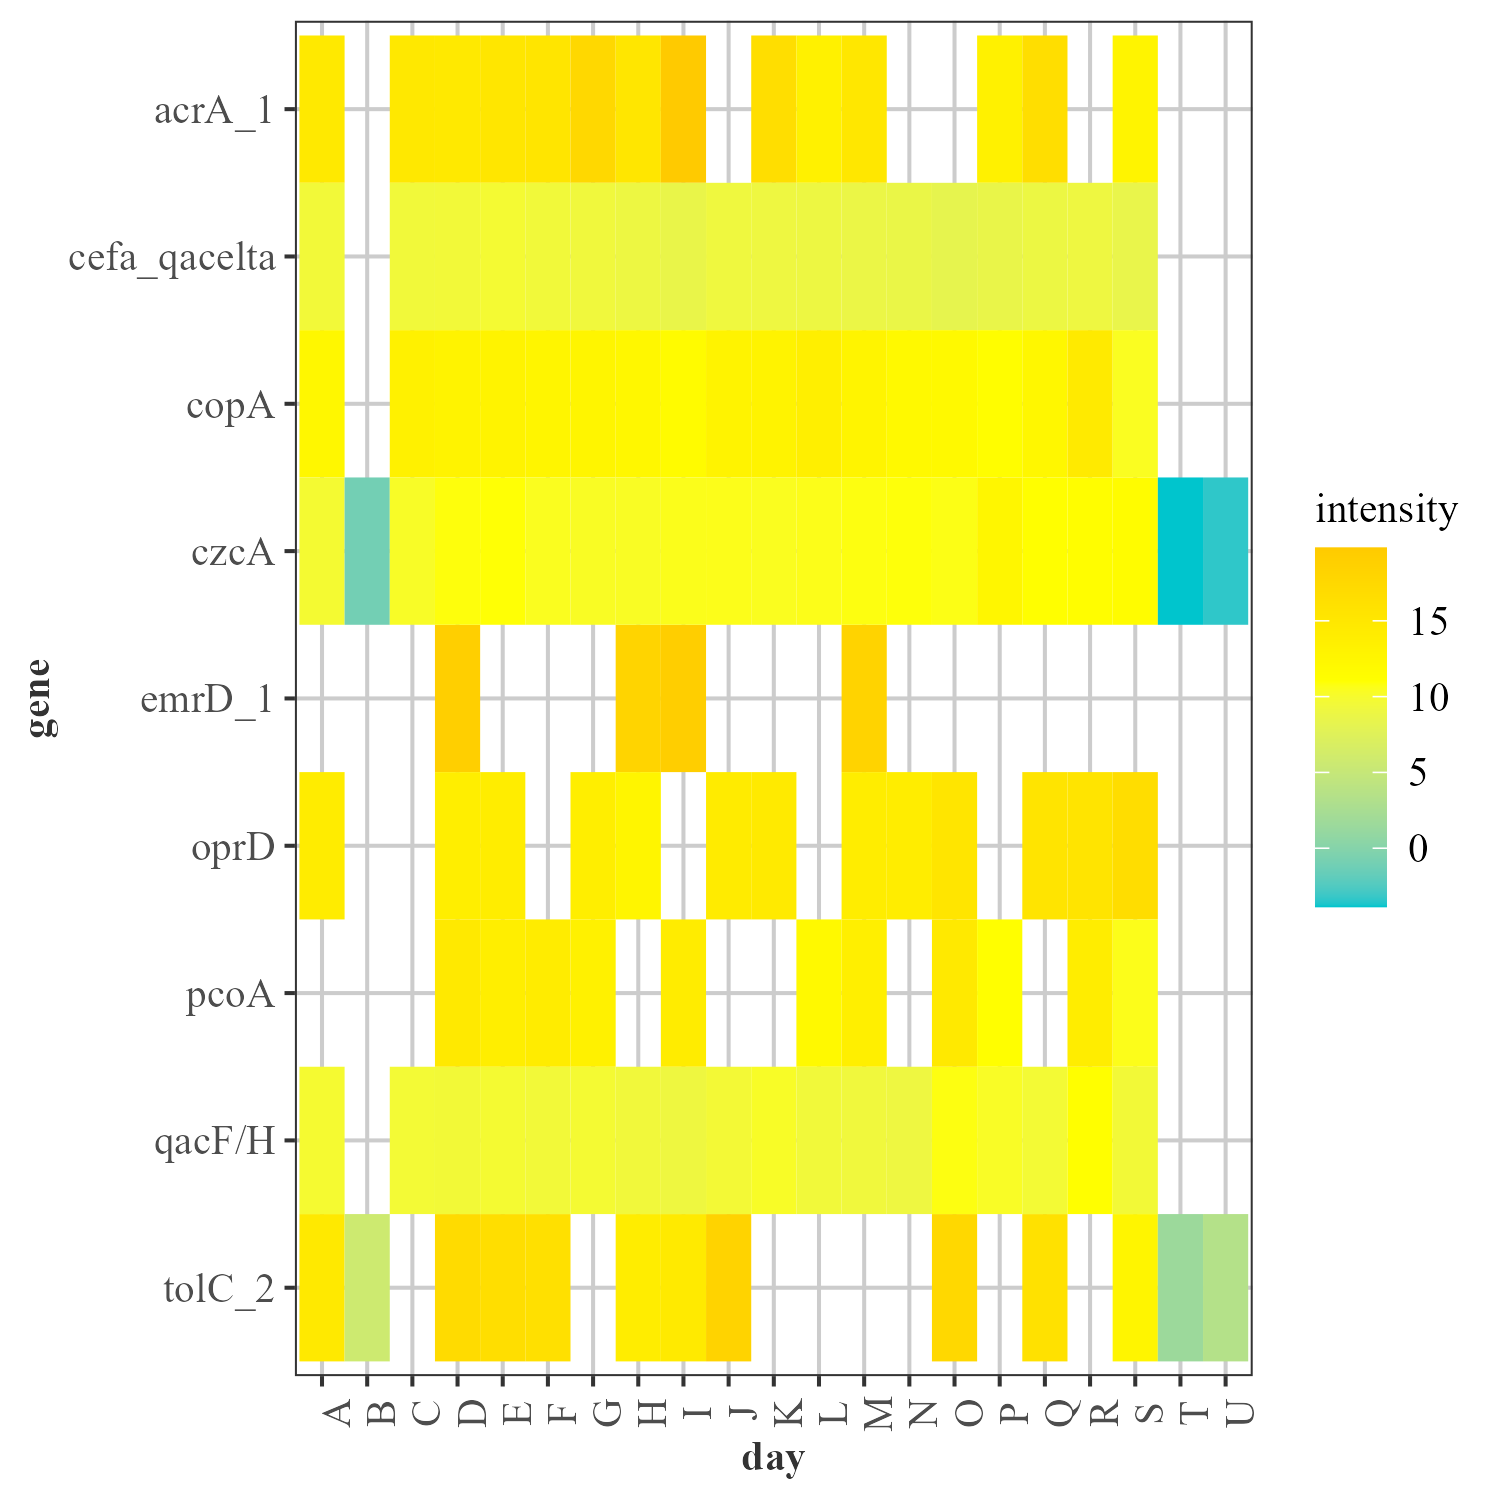 acrA_1
cefa_qacelta
copA
czcA
emrD_1
oprD
pcoA
qacF/H
tolC_2
gene
A B C D E F G H I J K L M N O P Q R S T U
day
intensity
15
10
5
0